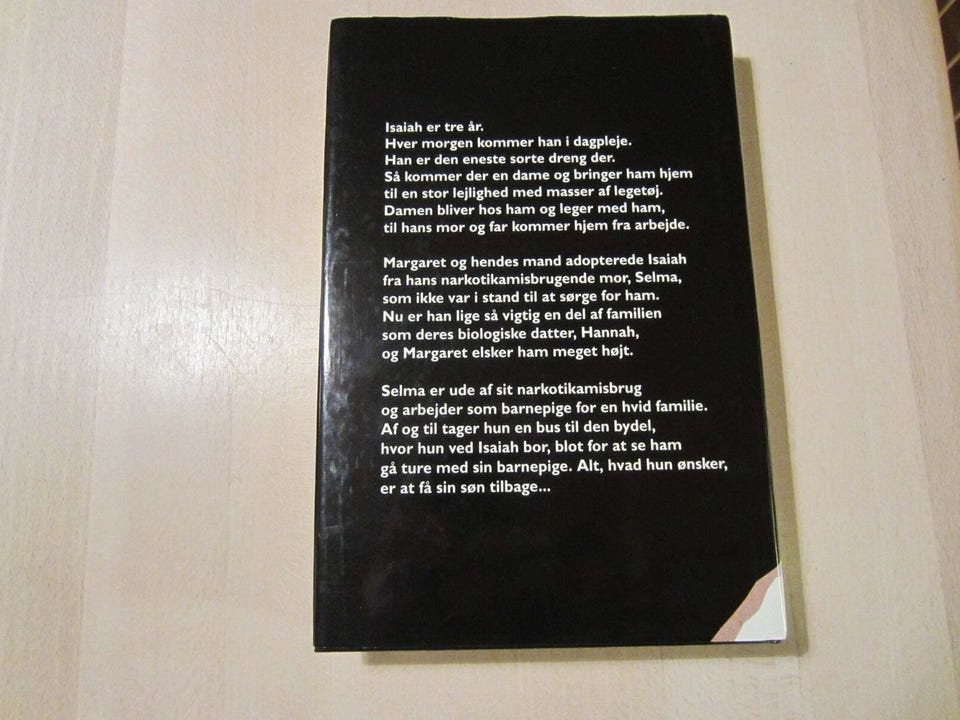 Isaiah er tre år.
Hver morgen kommer han i dagpleje.
Han er den eneste sorte dreng der.
Så kommer der en dame og bringer ham hjem
til en stor lejlighed med masser af legetøj.
Damen bliver hos ham og leger med ham,
til hans mor og far kommer hjem fra arbejde.
Margaret og hendes mand adopterede Isaiah
fra hans narkotikamisbrugende mor, Selma,
som ikke var i stand til at sørge for ham.
Nu er han lige så vigtig en del af familien
som deres biologiske datter, Hannah,
og Margaret elsker ham meget højt.
Selma er ude af sit narkotikamisbrug
og arbejder som barnepige for en hvid familie.
Af og til tager hun en bus til den bydel,
hvor hun ved Isaiah bor, blot for at se ham
gå ture med sin barnepige. Alt, hvad hun ønsker,
er at få sin søn tilbage...